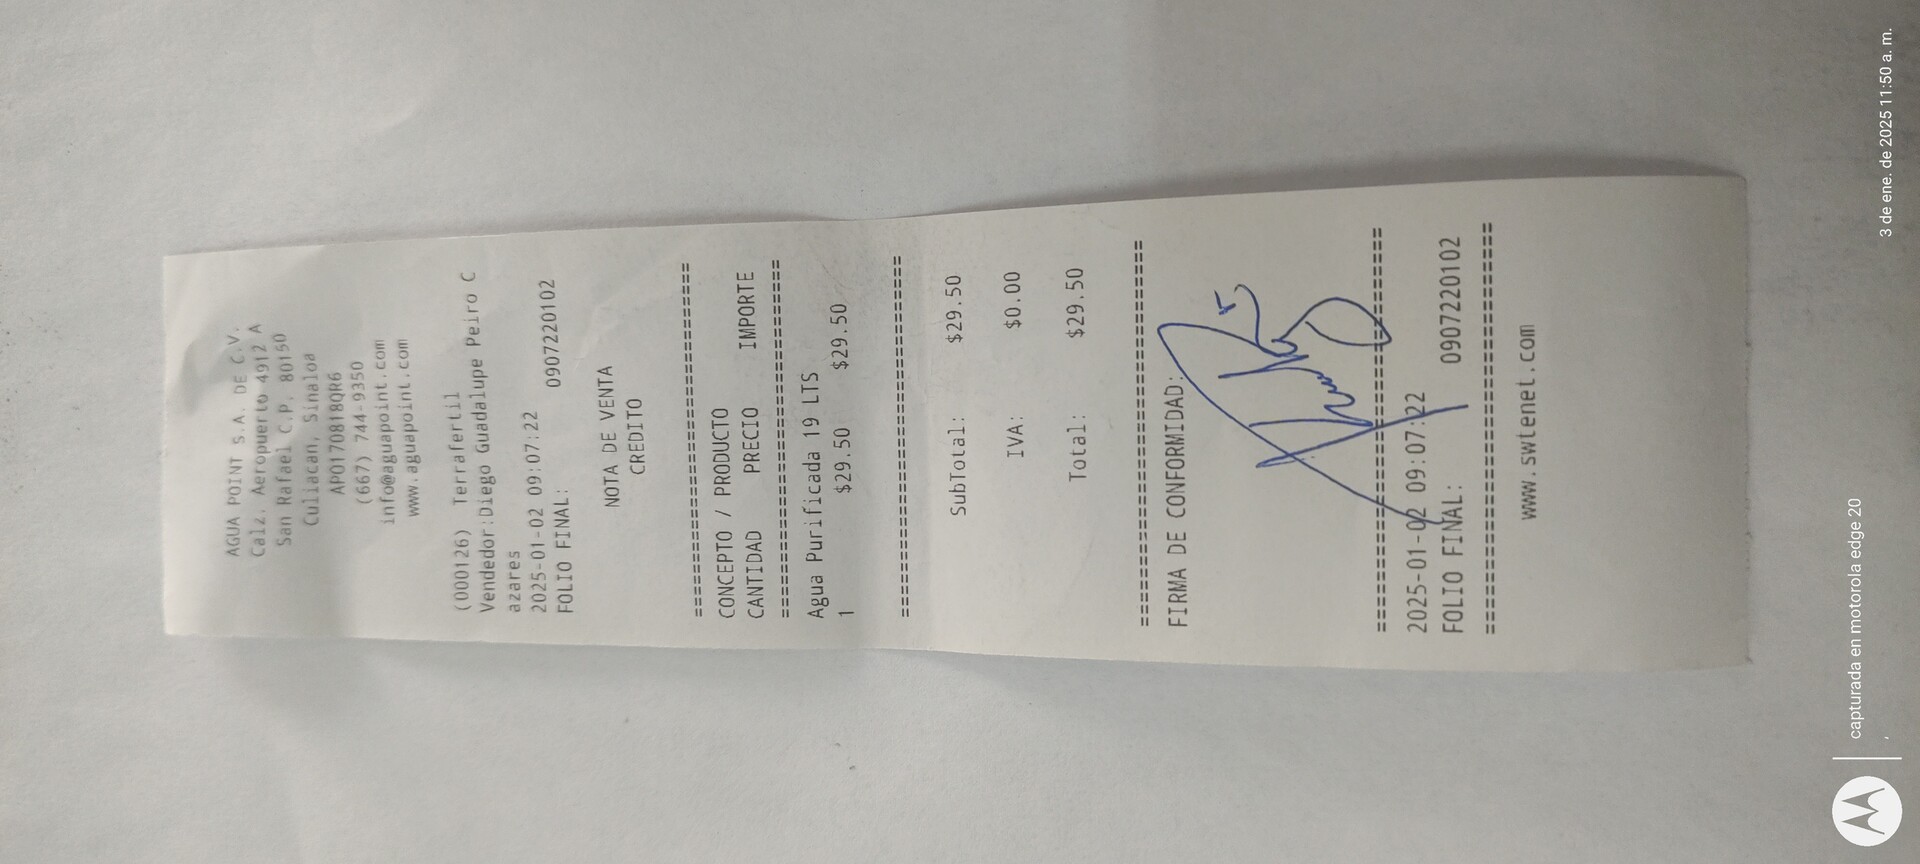 AGUA POINT S.A. DE C.V.
Calz. Aeropuerto 4912 A
San Rafael C.P. 80150
Culiacan, Sinaloa
APO170818QR6
(667) 744-9350
info@aguapoint.com
www.aguapoint.com
(000126) Terrafertil
Vendedor:Diego Guadalupe Peiro C
azares
2025-01-02 09:07:22
FOLIO FINAL: 0907220102
NOTA DE VENTA
CREDITO
================================
CONCEPTO / PRODUCTO
CANTIDAD PRECIO IMPORTE
================================
Agua Purificada 19 LTS
1 $29.50 $29.50
================================
SubTotal: $29.50
IVA: $0.00
Total: $29.50
================================
FIRMA DE CONFORMIDAD:
================================
2025-01-02 09:07:22
FOLIO FINAL: 0907220102
================================
www.swtenet.com
capturada en motorola edge 20
3 de ene. de 2025 11:50 a. m.